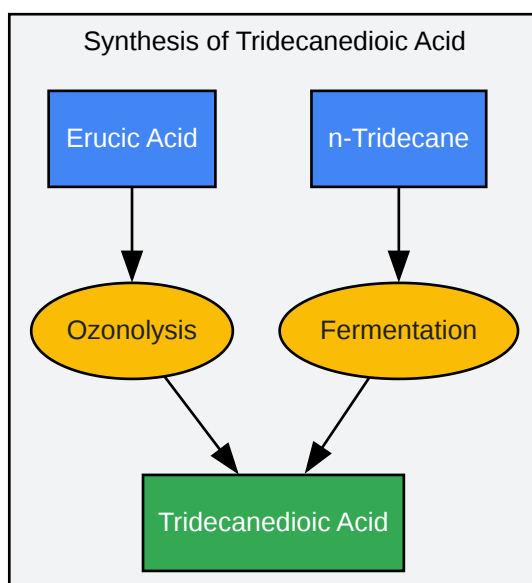 Synthesis of Tridecanedioic Acid
Erucic Acid
n-Tridecane
Ozonolysis
Fermentation
Tridecanedioic Acid